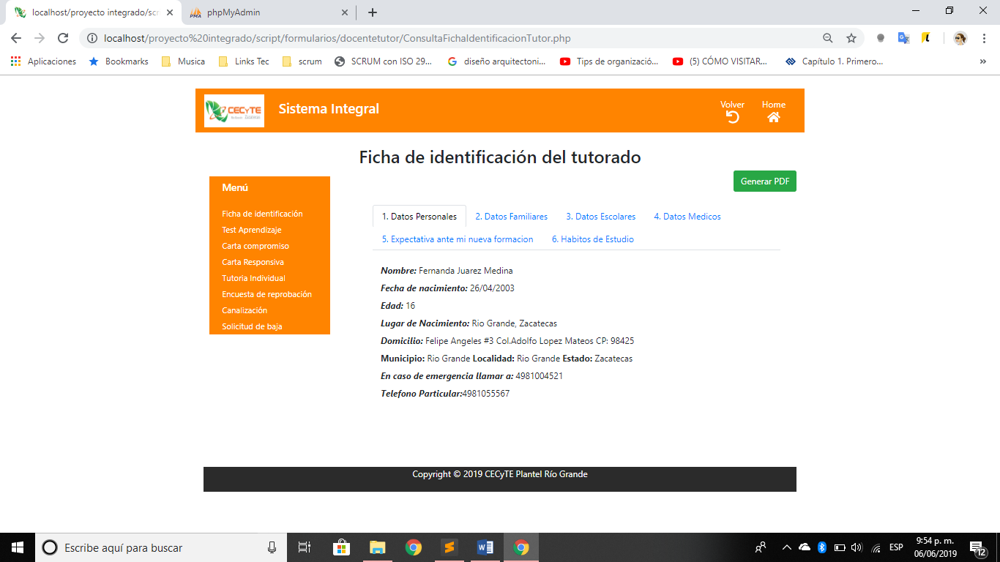 localhost/proyecto integrado/scr
phpMyAdmin
localhost/proyecto%20integrado/script/formularios/docentetutor/ConsultaFichaIdentificacionTutor.php
Aplicaciones Bookmarks Musica Links Tec scrum SCRUM con ISO 29... diseño arquitectoni... Tips de organizació... (5) CÓMO VISITAR... Capítulo 1. Primero... »
CECyTE Sistema Integral Volver Home
Zacatecas
Ficha de identificación del tutorado
Generar PDF
Menú
Ficha de identificación
Test Aprendizaje
Carta compromiso
Carta Responsiva
Tutoria Individual
Encuesta de reprobación
Canalización
Solicitud de baja
1. Datos Personales 2. Datos Familiares 3. Datos Escolares 4. Datos Medicos
5. Expectativa ante mi nueva formacion 6. Habitos de Estudio
Nombre: Fernanda Juarez Medina
Fecha de nacimiento: 26/04/2003
Edad: 16
Lugar de Nacimiento: Rio Grande, Zacatecas
Domicilio: Felipe Angeles #3 Col.Adolfo Lopez Mateos CP: 98425
Municipio: Rio Grande Localidad: Rio Grande Estado: Zacatecas
En caso de emergencia llamar a: 4981004521
Telefono Particular:4981055567
Copyright © 2019 CECyTE Plantel Río Grande
Escribe aquí para buscar
ESP
9:54 p. m.
06/06/2019
12